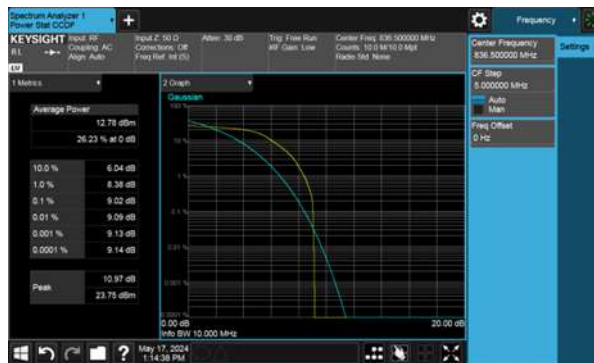 Spectrum Analyzer 1
Power Stat CCDF
Frequency
KEYSIGHT
Input: RF
Coupling: AC
Align: Auto
Input Z: 50 Ω
Corrections: Off
Freq Ref: Int (S)
Atten: 30 dB
Trig: Free Run
#IF Gain: Low
Center Freq: 836.500000 MHz
Counts: 10.0 M/10.0 Mpt
Radio Std: None
Center Frequency
836.500000 MHz
Settings
CF Step
5.000000 MHz
Auto
Man
Freq Offset
0 Hz
1 Metrics
2 Graph
Gaussian
Average Power
12.78 dBm
26.23 % at 0 dB
10.0 % 6.04 dB
1.0 % 8.38 dB
0.1 % 9.02 dB
0.01 % 9.09 dB
0.001 % 9.13 dB
0.0001 % 9.14 dB
Peak 10.97 dB
23.75 dBm
100 %
10 %
1 %
0.1 %
0.01 %
0.001 %
0.0001 %
0.00 dB
20.00 dB
Info BW 10.000 MHz
May 17, 2024
1:14:38 PM